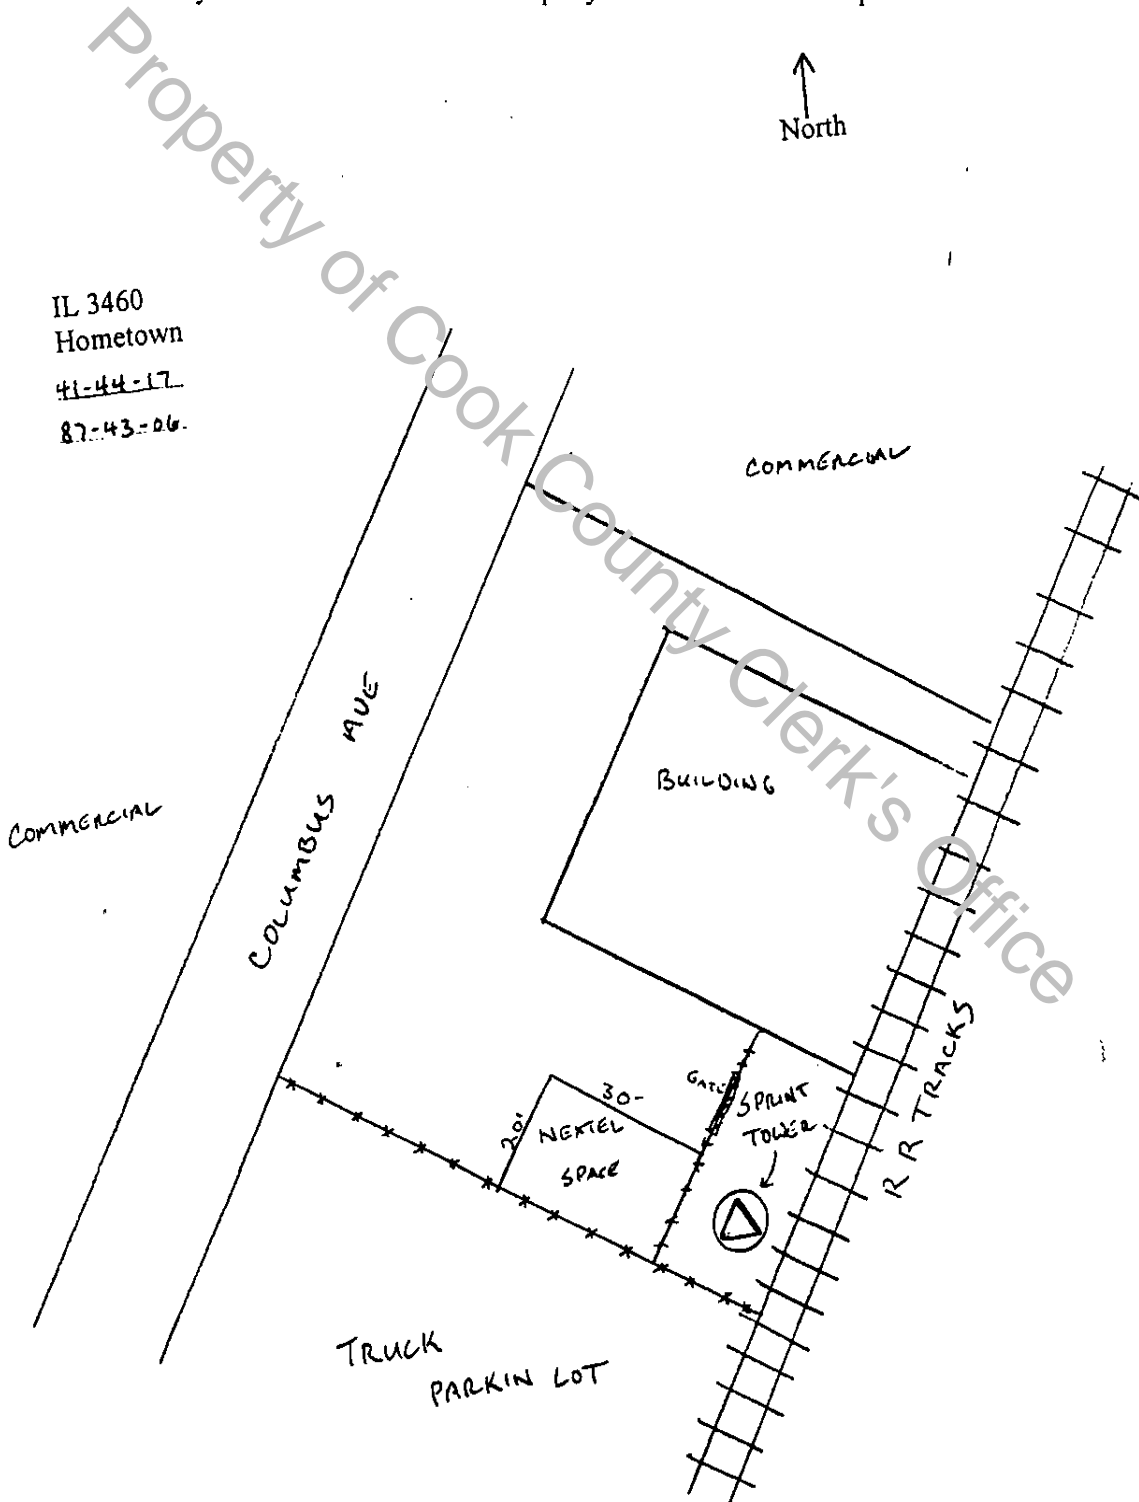 North
IL 3460
Hometown
41-44-17
87-43-06.
COMMERCIAL
COLUMBUS AVE
BUILDING
COMMERCIAL
GATE
SPRINT
TOWER
30-
20'
NEXTEL
SPACE
R R TRACKS
TRUCK
PARKIN LOT
Property of Cook County Clerk's Office